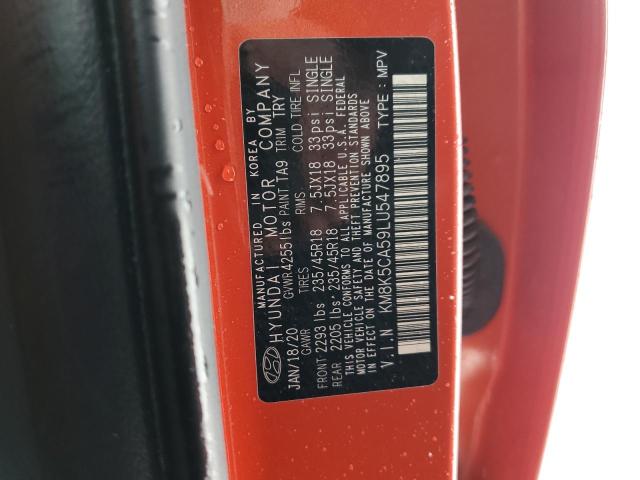 MANUFACTURED IN KOREA BY
HYUNDAI MOTOR COMPANY
JAN/18/20 GVWR 4255lbs PAINT TA9 TRIM TRY
GAWR TIRES RIMS COLD TIRE INFL
FRONT 2293 lbs 235/45R18 7.5JX18 33psi SINGLE
REAR 2205 lbs 235/45R18 7.5JX18 33psi SINGLE
THIS VEHICLE CONFORMS TO ALL APPLICABLE U.S.A. FEDERAL
MOTOR VEHICLE SAFETY AND THEFT PREVENTION STANDARDS
IN EFFECT ON THE DATE OF MANUFACTURE SHOWN ABOVE
V.I.N KM8K5CA59LU547895 TYPE : MPV